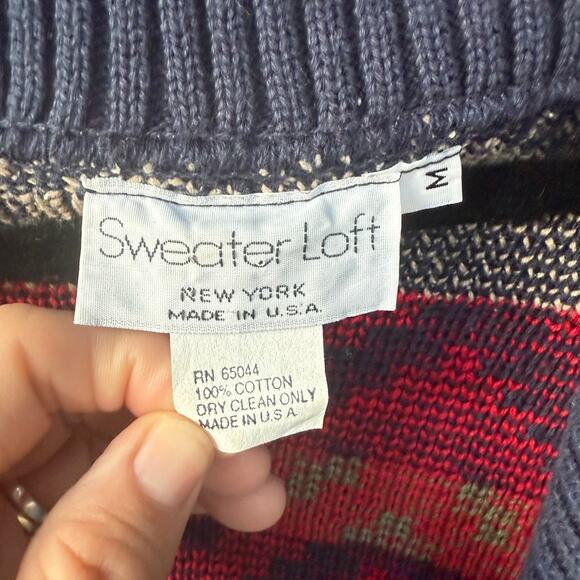 Sweater Loft
NEW YORK
MADE IN U.S.A.
M
RN 65044
100% COTTON
DRY CLEAN ONLY
MADE IN U.S.A